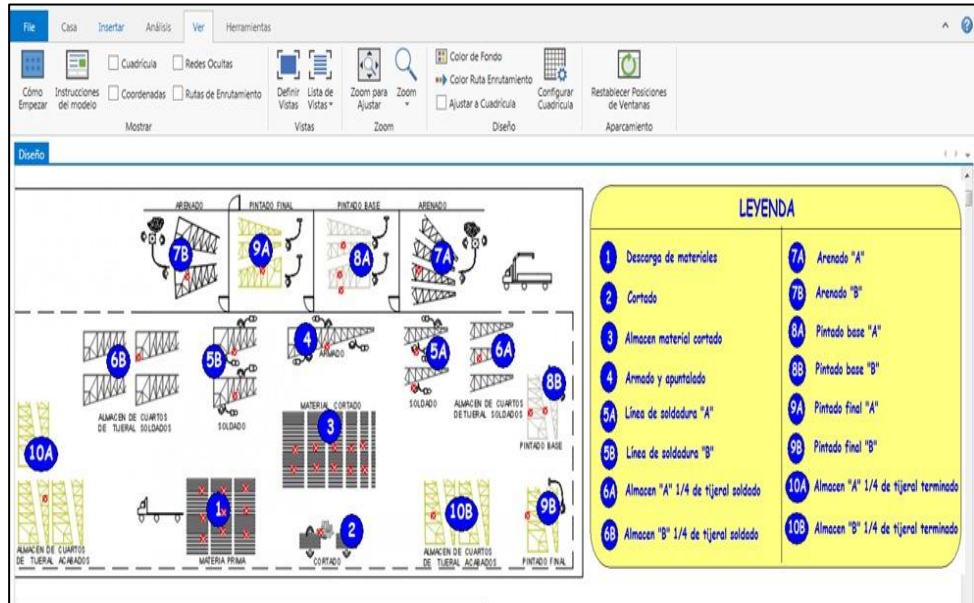 File Casa Insertar Análisis Ver Herramientas
Cuadrícula Redes Ocultas
Coordenadas Rutas de Enrutamiento
Cómo Empezar
Instrucciones del modelo
Mostrar
Definir Vistas
Lista de Vistas
Vistas
Zoom para Ajustar
Zoom
Zoom
Color de Fondo
Color Ruta Enrutamiento
Ajustar a Cuadrícula
Configurar Cuadrícula
Diseño
Restablecer Posiciones de Ventanas
Aparcamiento
Diseño
ARENADO PINTADO FINAL PINTADO BASE ARENADO
7B 9A 8A 7A
6B 5B 4 5A 6A
ARMADO
8B
ALMACEN DE CUARTOS
DE TIJERAL SOLDADOS
SOLDADO
MATERIAL CORTADO
SOLDADO
ALMACEN DE CUARTOS
DE TIJERAL SOLDADOS
PINTADO BASE
10A
3
1
2
10B
9B
ALMACEN DE CUARTOS
DE TIJERAL ACABADOS
MATERIA PRIMA
CORTADO
ALMACEN DE CUARTOS
DE TIJERAL ACABADOS
PINTADO FINAL
LEYENDA
1 Descarga de materiales
2 Cortado
3 Almacen material cortado
4 Armado y apuntalado
5A Línea de soldadura "A"
5B Línea de soldadura "B"
6A Almacen "A" 1/4 de tijeral soldado
6B Almacen "B" 1/4 de tijeral soldado
7A Arenado "A"
7B Arenado "B"
8A Pintado base "A"
8B Pintado base "B"
9A Pintado final "A"
9B Pintado final "B"
10A Almacen "A" 1/4 de tijeral terminado
10B Almacen "B" 1/4 de tijeral terminado